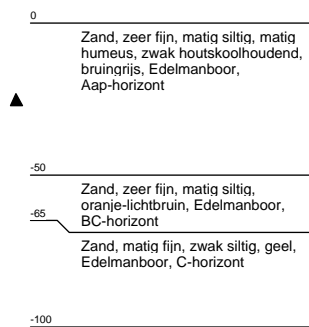 0
Zand, zeer fijn, matig siltig, matig
humeus, zwak houtskoolhoudend,
bruingrijs, Edelmanboor,
Aap-horizont
-50
Zand, zeer fijn, matig siltig,
oranje-lichtbruin, Edelmanboor,
BC-horizont
-65
Zand, matig fijn, zwak siltig, geel,
Edelmanboor, C-horizont
-100